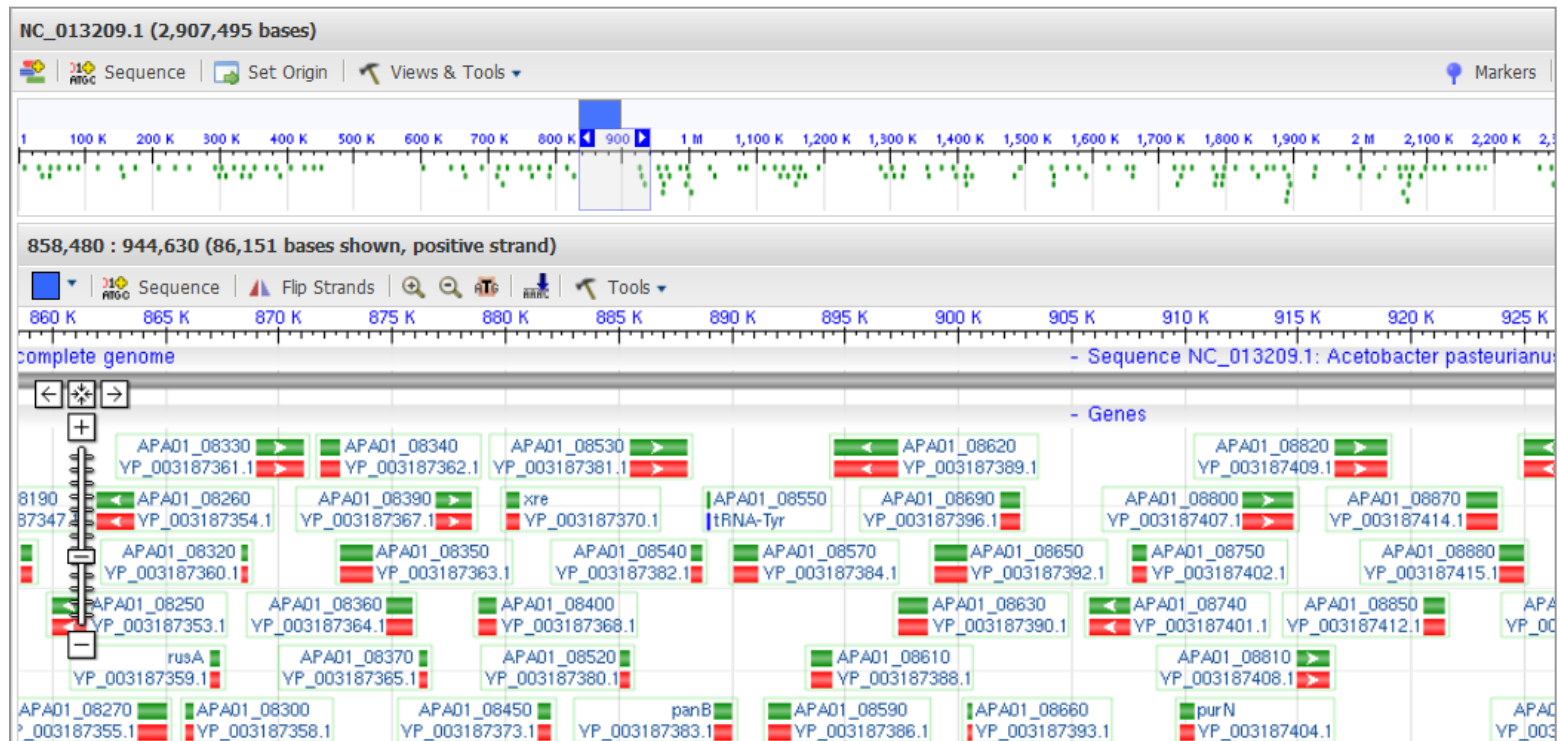 NC_013209.1 (2,907,495 bases)
Sequence Set Origin Views & Tools Markers
1 100 K 200 K 300 K 400 K 500 K 600 K 700 K 800 K 900 1 M 1,100 K 1,200 K 1,300 K 1,400 K 1,500 K 1,600 K 1,700 K 1,800 K 1,900 K 2 M 2,100 K 2,200 K
858,480 : 944,630 (86,151 bases shown, positive strand)
Sequence Flip Strands ATG Tools
860 K 865 K 870 K 875 K 880 K 885 K 890 K 895 K 900 K 905 K 910 K 915 K 920 K 925 K
complete genome - Sequence NC_013209.1: Acetobacter pasteurianus
- Genes
APA01_08330 APA01_08340 APA01_08530 APA01_08620 APA01_08820
YP_003187361.1 YP_003187362.1 YP_003187381.1 YP_003187389.1 YP_003187409.1
8190 APA01_08260 APA01_08390 xre APA01_08550 APA01_08690 APA01_08800 APA01_08870
87347 YP_003187354.1 YP_003187367.1 YP_003187370.1 tRNA-Tyr YP_003187396.1 YP_003187407.1 YP_003187414.1
APA01_08320 APA01_08350 APA01_08540 APA01_08570 APA01_08650 APA01_08750 APA01_08880
YP_003187360.1 YP_003187363.1 YP_003187382.1 YP_003187384.1 YP_003187392.1 YP_003187402.1 YP_003187415.1
APA01_08250 APA01_08360 APA01_08400 APA01_08630 APA01_08740 APA01_08850 APA
YP_003187353.1 YP_003187364.1 YP_003187368.1 YP_003187390.1 YP_003187401.1 YP_003187412.1 YP_00
rusA APA01_08370 APA01_08520 APA01_08610 APA01_08810
YP_003187359.1 YP_003187365.1 YP_003187380.1 YP_003187388.1 YP_003187408.1
APA01_08270 APA01_08300 APA01_08450 panB APA01_08590 APA01_08660 purN APA0
P_003187355.1 YP_003187358.1 YP_003187373.1 YP_003187383.1 YP_003187386.1 YP_003187393.1 YP_003187404.1 YP_003